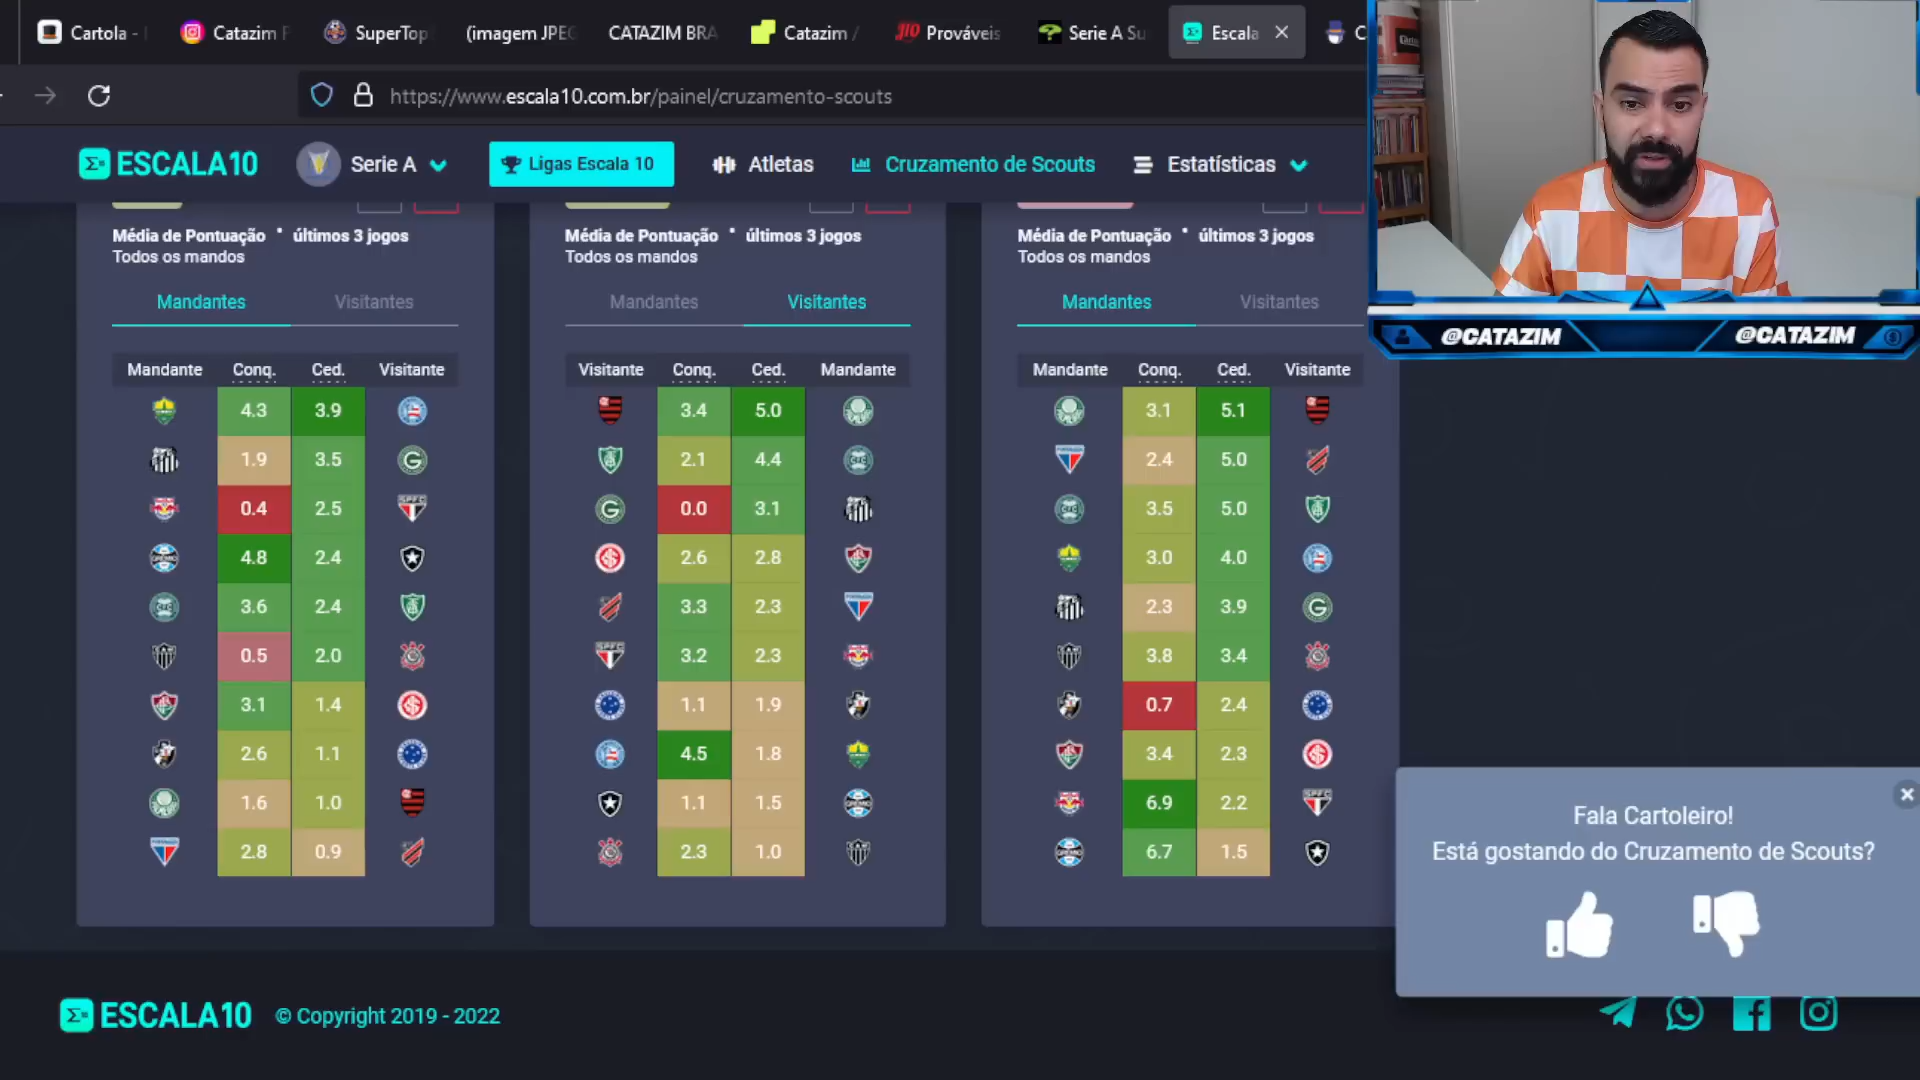 Cartola -
Catazim
SuperTop
(imagem JPEG
CATAZIM BRA
Catazim /
Prováveis
Serie A Su
Escala
https://www.escala10.com.br/painel/cruzamento-scouts
ESCALA10
Serie A
Ligas Escala 10
Atletas
Cruzamento de Scouts
Estatísticas
@CATAZIM
@CATAZIM
Média de Pontuação • últimos 3 jogos
Todos os mandos
Mandantes Visitantes
Mandante Conq. Ced. Visitante
4.3 3.9
1.9 3.5
0.4 2.5
4.8 2.4
3.6 2.4
0.5 2.0
3.1 1.4
2.6 1.1
1.6 1.0
2.8 0.9
Média de Pontuação • últimos 3 jogos
Todos os mandos
Mandantes Visitantes
Visitante Conq. Ced. Mandante
3.4 5.0
2.1 4.4
0.0 3.1
2.6 2.8
3.3 2.3
3.2 2.3
1.1 1.9
4.5 1.8
1.1 1.5
2.3 1.0
Média de Pontuação • últimos 3 jogos
Todos os mandos
Mandantes Visitantes
Mandante Conq. Ced. Visitante
3.1 5.1
2.4 5.0
3.5 5.0
3.0 4.0
2.3 3.9
3.8 3.4
0.7 2.4
3.4 2.3
6.9 2.2
6.7 1.5
Fala Cartoleiro!
Está gostando do Cruzamento de Scouts?
ESCALA10
© Copyright 2019 - 2022